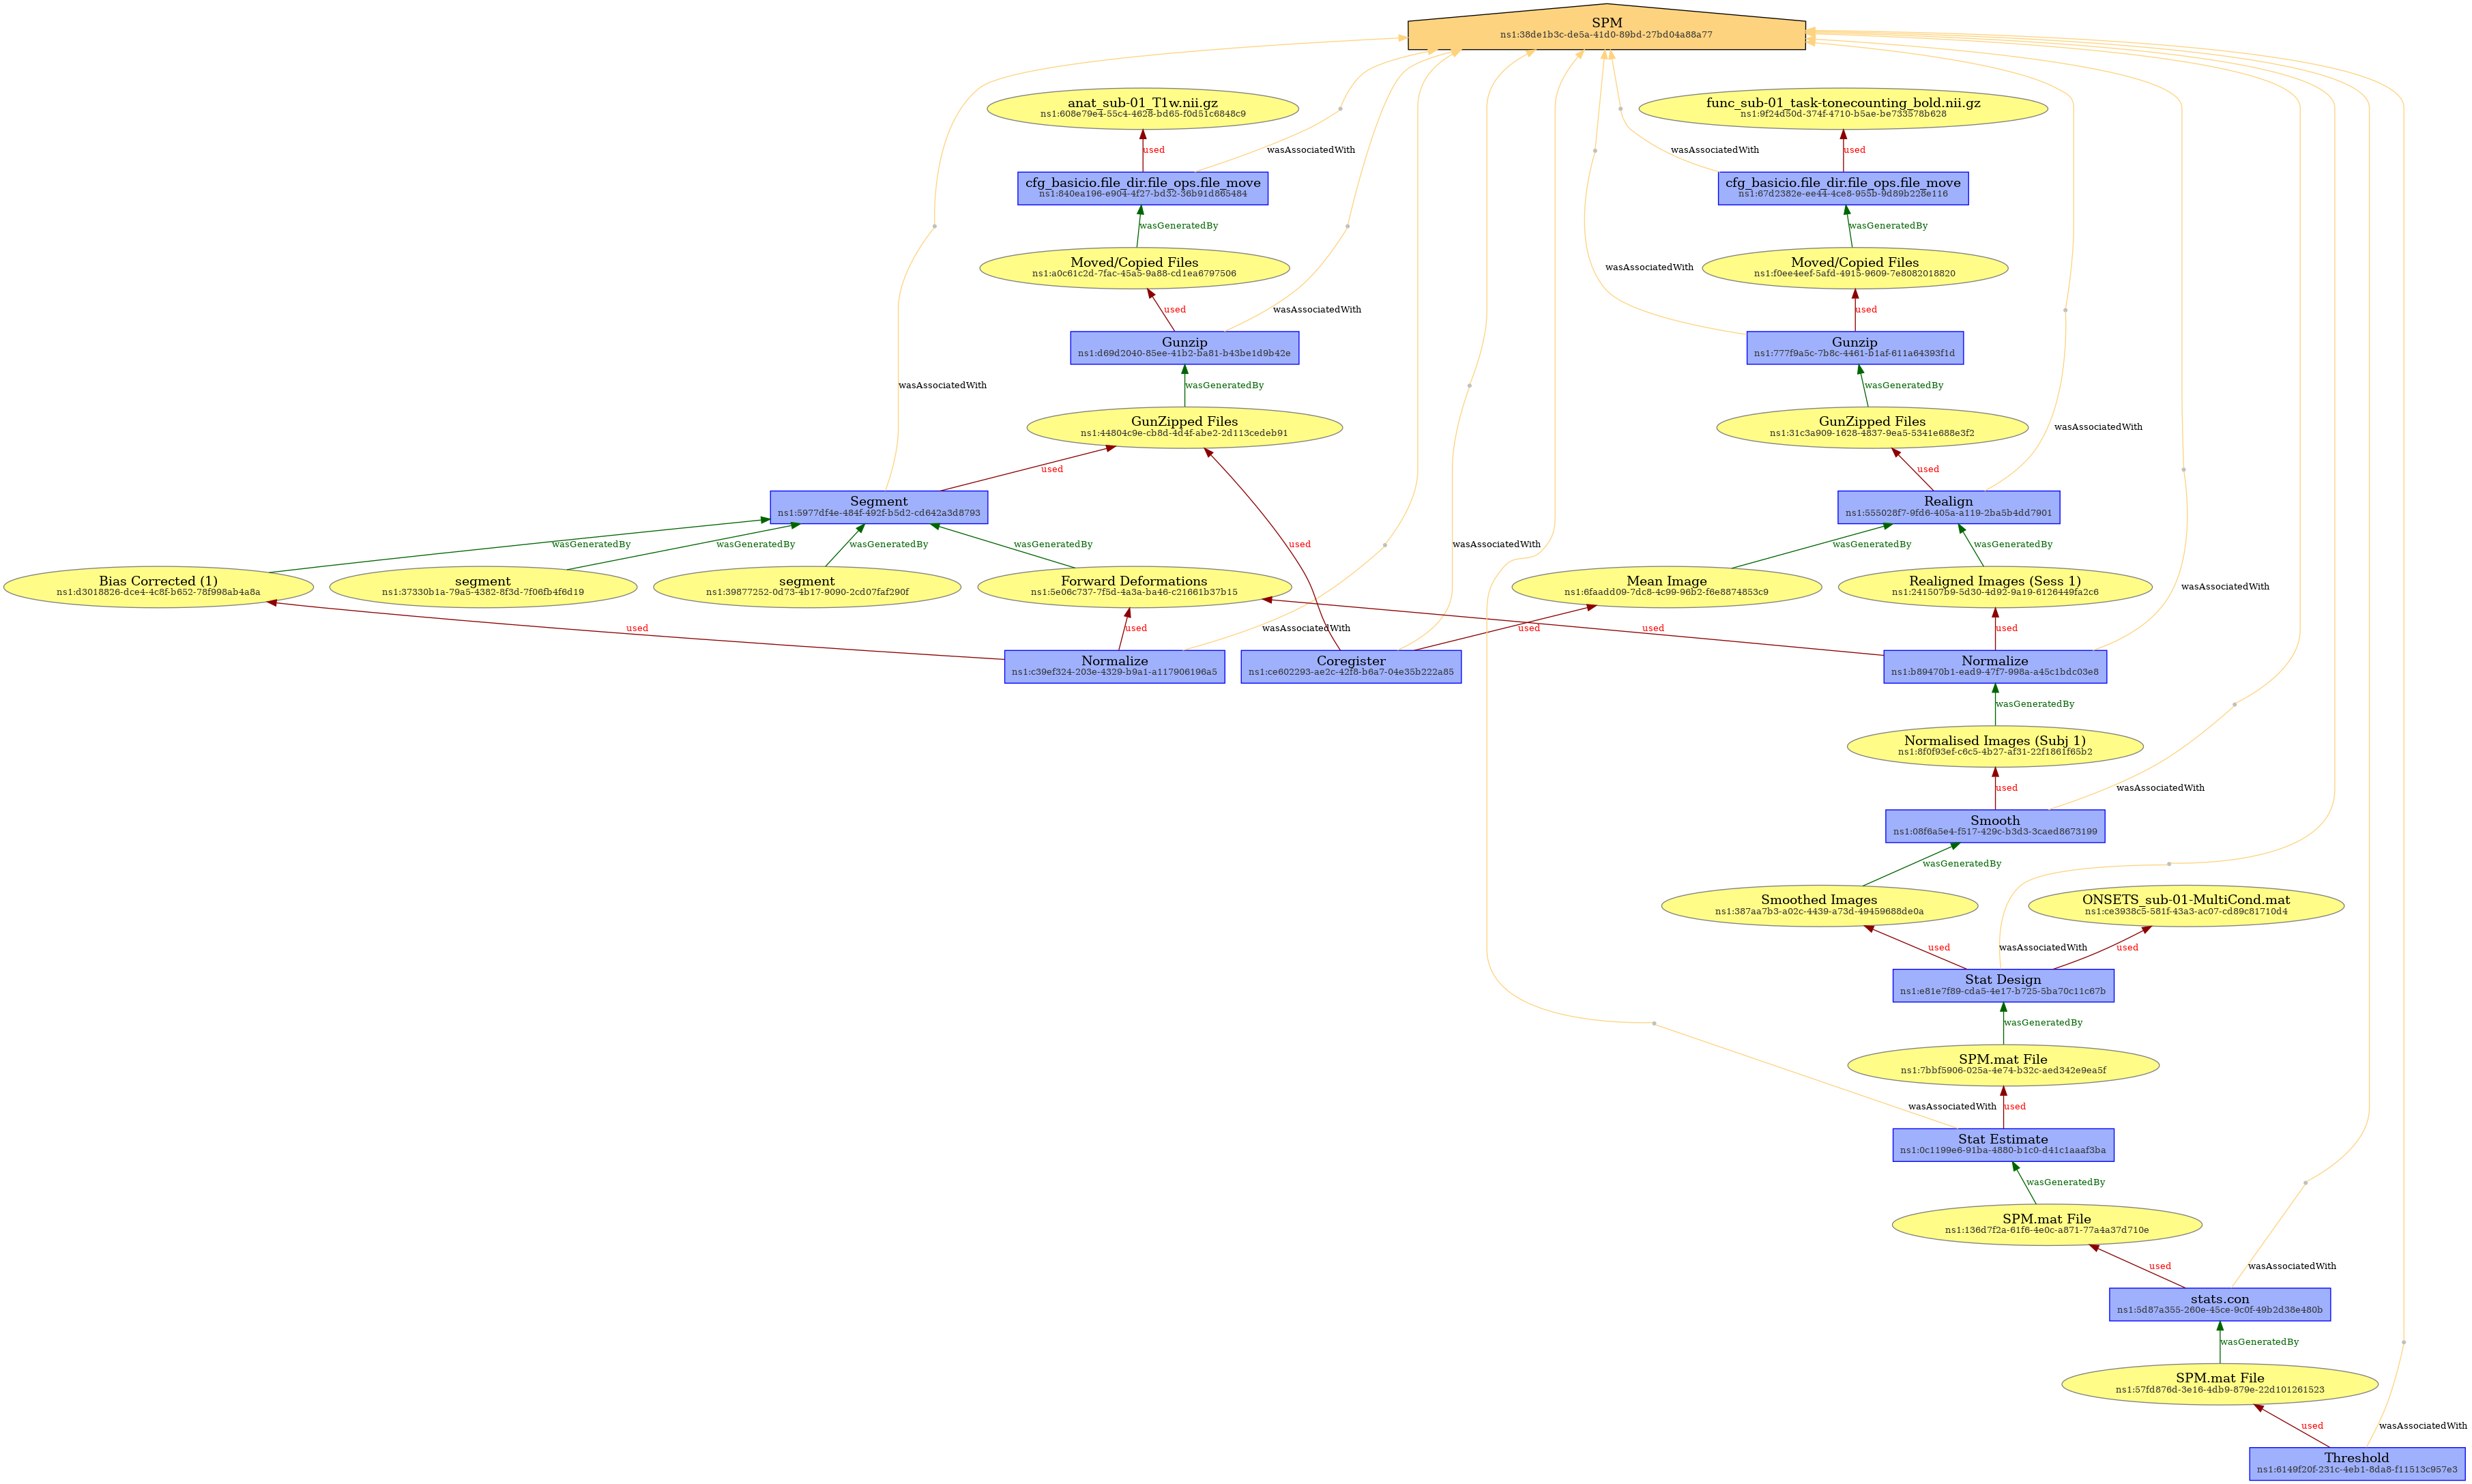 SPM
ns1:38de1b3c-de5a-41d0-89bd-27bd04a88a77
anat_sub-01_T1w.nii.gz
ns1:608e79e4-55c4-4628-bd65-f0d51c6848c9
func_sub-01_task-tonecounting_bold.nii.gz
ns1:9f24d50d-374f-4710-b5ae-be733578b628
used
wasAssociatedWith
wasAssociatedWith
used
cfg_basicio.file_dir.file_ops.file_move
ns1:840ea196-e904-4f27-bd32-36b91d865484
cfg_basicio.file_dir.file_ops.file_move
ns1:67d2382e-ee44-4ce8-955b-9d89b228e116
wasGeneratedBy
wasGeneratedBy
Moved/Copied Files
ns1:a0c61c2d-7fac-45a5-9a88-cd1ea6797506
wasAssociatedWith
Moved/Copied Files
ns1:f0ee4eef-5afd-4915-9609-7e8082018820
used
wasAssociatedWith
used
Gunzip
ns1:d69d2040-85ee-41b2-ba81-b43be1d9b42e
Gunzip
ns1:777f9a5c-7b8c-4461-b1af-611a64393f1d
wasAssociatedWith
wasGeneratedBy
wasGeneratedBy
GunZipped Files
ns1:44804c9e-cb8d-4d4f-abe2-2d113cedeb91
GunZipped Files
ns1:31c3a909-1628-4837-9ea5-5341e688e3f2
wasAssociatedWith
used
used
Segment
ns1:5977df4e-484f-492f-b5d2-cd642a3d8793
Realign
ns1:555028f7-9fd6-405a-a119-2ba5b4dd7901
wasGeneratedBy
wasGeneratedBy
wasGeneratedBy
wasGeneratedBy
used
wasAssociatedWith
wasGeneratedBy
wasGeneratedBy
Bias Corrected (1)
ns1:d3018826-dce4-4c8f-b652-78f998ab4a8a
segment
ns1:37330b1a-79a5-4382-8f3d-7f06fb4f6d19
segment
ns1:39877252-0d73-4b17-9090-2cd07faf290f
Forward Deformations
ns1:5e06c737-7f5d-4a3a-ba46-c21661b37b15
Mean Image
ns1:6faadd09-7dc8-4c99-96b2-f6e8874853c9
Realigned Images (Sess 1)
ns1:241507b9-5d30-4d92-9a19-6126449fa2c6
wasAssociatedWith
used
used
wasAssociatedWith
used
used
used
Normalize
ns1:c39ef324-203e-4329-b9a1-a117906196a5
Coregister
ns1:ce602293-ae2c-42f8-b6a7-04e35b222a85
Normalize
ns1:b89470b1-ead9-47f7-998a-a45c1bdc03e8
wasGeneratedBy
Normalised Images (Subj 1)
ns1:8f0f93ef-c6c5-4b27-af31-22f1861f65b2
used
wasAssociatedWith
Smooth
ns1:08f6a5e4-f517-429c-b3d3-3caed8673199
wasGeneratedBy
Smoothed Images
ns1:387aa7b3-a02c-4439-a73d-49459688de0a
ONSETS_sub-01-MultiCond.mat
ns1:ce3938c5-581f-43a3-ac07-cd89c81710d4
used
wasAssociatedWith
used
Stat Design
ns1:e81e7f89-cda5-4e17-b725-5ba70c11c67b
wasGeneratedBy
SPM.mat File
ns1:7bbf5906-025a-4e74-b32c-aed342e9ea5f
wasAssociatedWith
used
Stat Estimate
ns1:0c1199e6-91ba-4880-b1c0-d41c1aaaf3ba
wasGeneratedBy
SPM.mat File
ns1:136d7f2a-61f6-4e0c-a871-77a4a37d710e
used
wasAssociatedWith
stats.con
ns1:5d87a355-260e-45ce-9c0f-49b2d38e480b
wasGeneratedBy
SPM.mat File
ns1:57fd876d-3e16-4db9-879e-22d101261523
used
wasAssociatedWith
Threshold
ns1:6149f20f-231c-4eb1-8da8-f11513c957e3